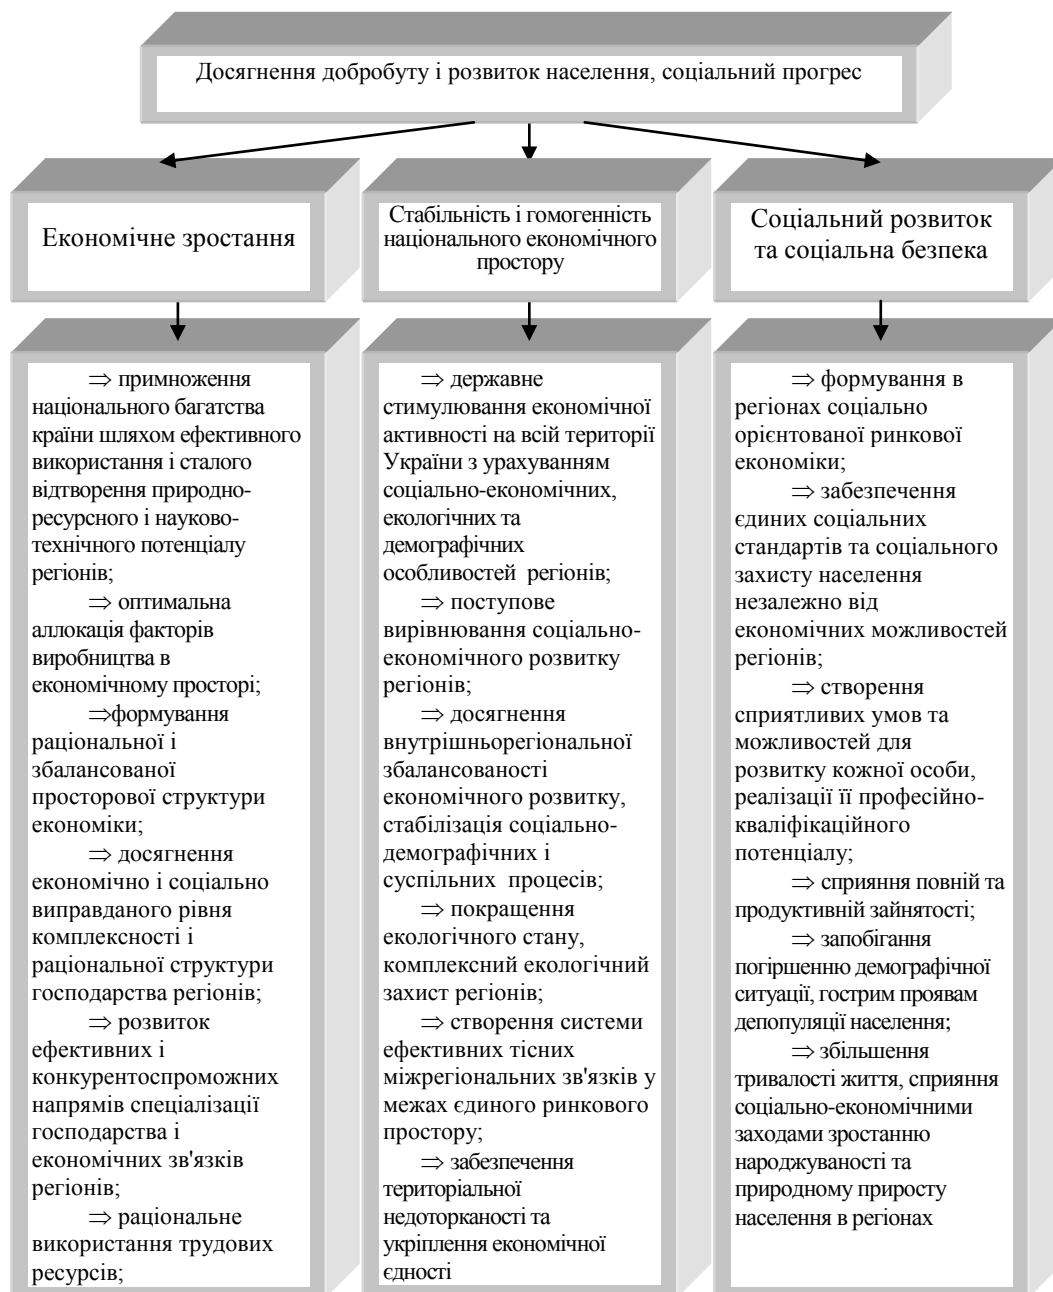 Досягнення добробуту і розвиток населення, соціальний прогрес
Економічне зростання
Стабільність і гомогенність
національного економічного
простору
Соціальний розвиток
та соціальна безпека
⇒ примноження
національного багатства
країни шляхом ефективного
використання і сталого
відтворення природно-
ресурсного і науково-
технічного потенціалу
регіонів;
⇒ оптимальна
аллокація факторів
виробництва в
економічному просторі;
⇒формування
раціональної і
збалансованої
просторової структури
економіки;
⇒ досягнення
економічно і соціально
виправданого рівня
комплексності і
раціональної структури
господарства регіонів;
⇒ розвиток
ефективних і
конкурентоспроможних
напрямів спеціалізації
господарства і
економічних зв'язків
регіонів;
⇒ раціональне
використання трудових
ресурсів;
⇒ державне
стимулювання економічної
активності на всій території
України з урахуванням
соціально-економічних,
екологічних та
демографічних
особливостей регіонів;
⇒ поступове
вирівнювання соціально-
економічного розвитку
регіонів;
⇒ досягнення
внутрішньорегіональної
збалансованості
економічного розвитку,
стабілізація соціально-
демографічних і
суспільних процесів;
⇒ покращення
екологічного стану,
комплексний екологічний
захист регіонів;
⇒ створення системи
ефективних тісних
міжрегіональних зв'язків у
межах єдиного ринкового
простору;
⇒ забезпечення
територіальної
недоторканості та
укріплення економічної
єдності
⇒ формування в
регіонах соціально
орієнтованої ринкової
економіки;
⇒ забезпечення
єдиних соціальних
стандартів та соціального
захисту населення
незалежно від
економічних можливостей
регіонів;
⇒ створення
сприятливих умов та
можливостей для
розвитку кожної особи,
реалізації її професійно-
кваліфікаційного
потенціалу;
⇒ сприяння повній та
продуктивній зайнятості;
⇒ запобігання
погіршенню демографічної
ситуації, гострим проявам
депопуляції населення;
⇒ збільшення
тривалості життя, сприяння
соціально-економічними
заходами зростанню
народжуваності та
природному приросту
населення в регіонах